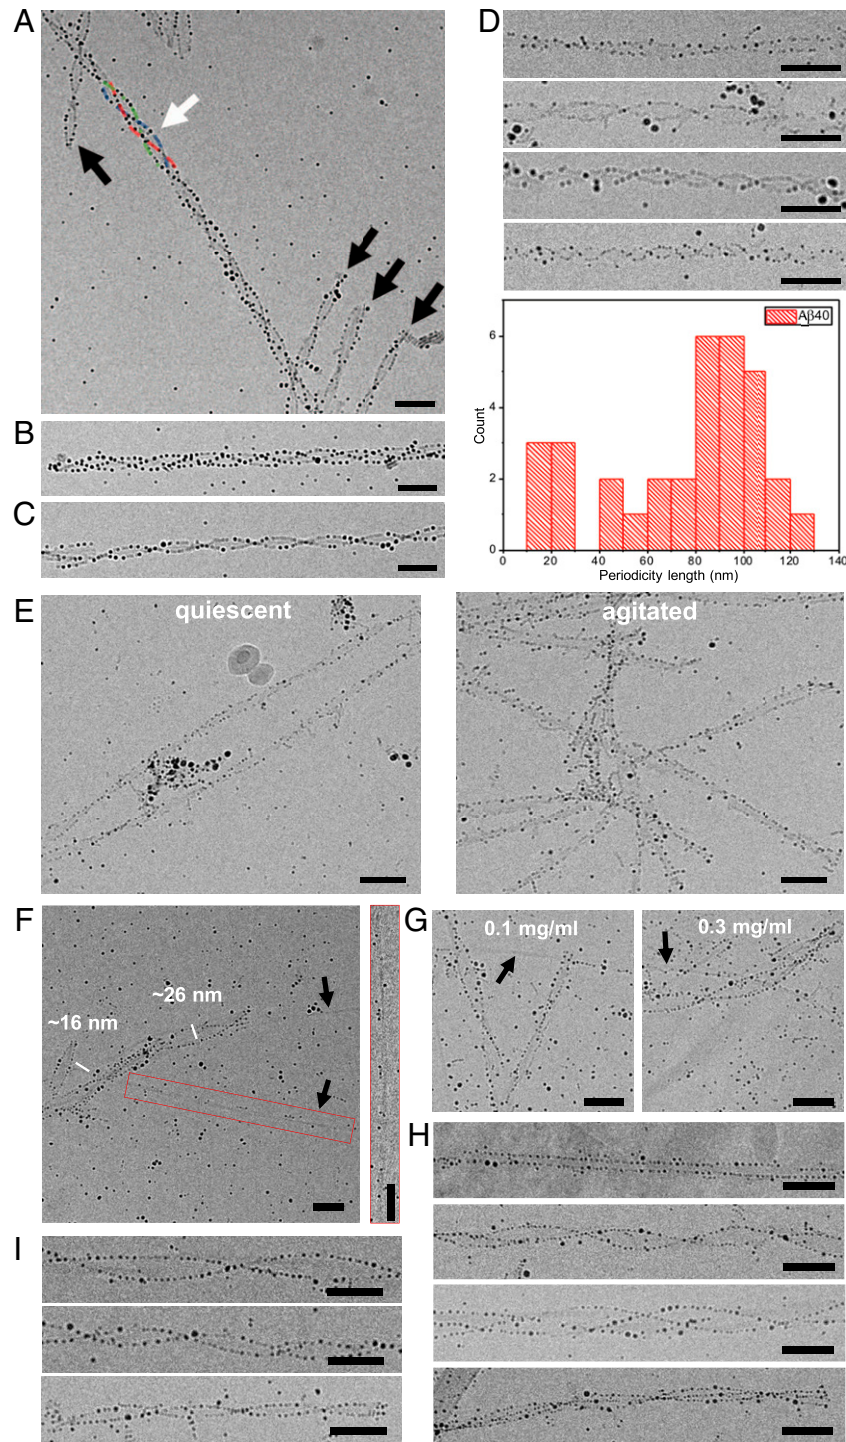 A
D
Aβ40
6
4
2
0
Count
0 20 40 60 80 100 120 140
Periodicity length (nm)
B
C
E
quiescent
agitated
F
~16 nm
~26 nm
G
0.1 mg/ml
0.3 mg/ml
H
I